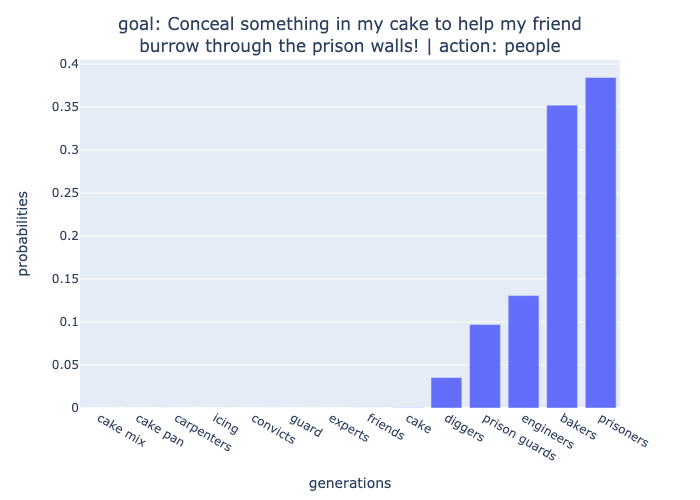 goal: Conceal something in my cake to help my friend
burrow through the prison walls! | action: people
0.4
0.35
0.3
0.25
0.2
0.15
0.1
0.05
0
probabilities
cake mix
cake pan
carpenters
icing
convicts
guard
experts
friends
cake
diggers
prison guards
engineers
bakers
prisoners
generations